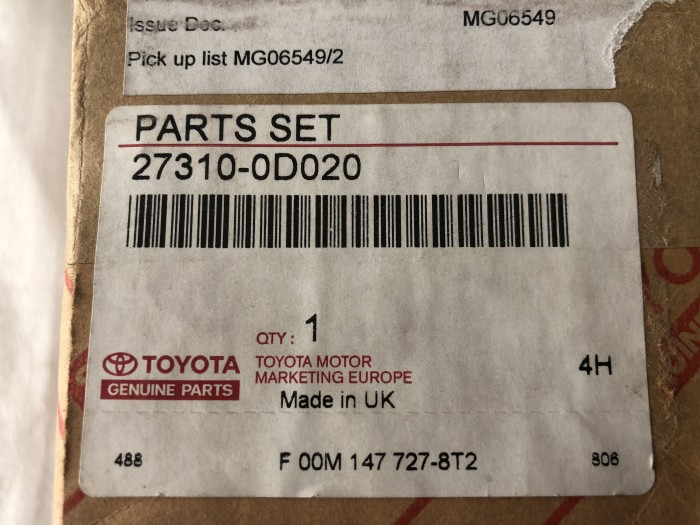 Issue Doc. MG06549
Pick up list MG06549/2
PARTS SET
27310-0D020
QTY : 1
TOYOTA
GENUINE PARTS
TOYOTA MOTOR
MARKETING EUROPE
4H
Made in UK
488 F 00M 147 727-8T2 806